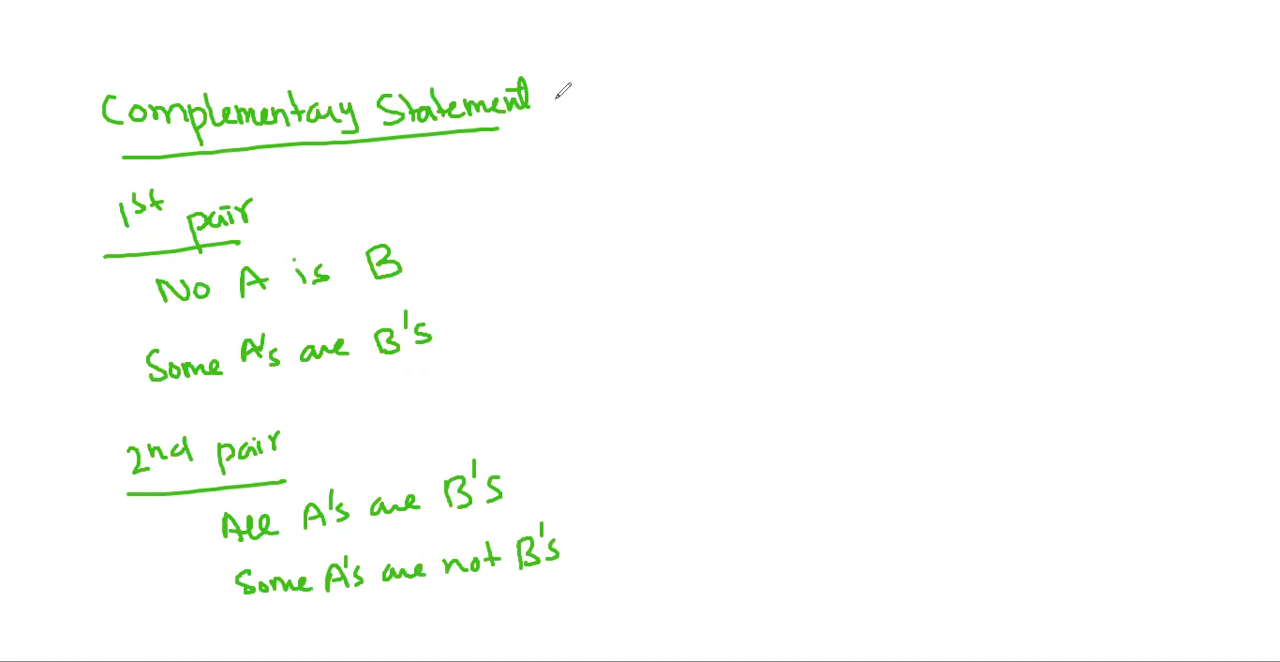 Complementary Statement
1st pair
No A is B
Some A's are B's
2nd pair
All A's are B's
Some A's are not B's